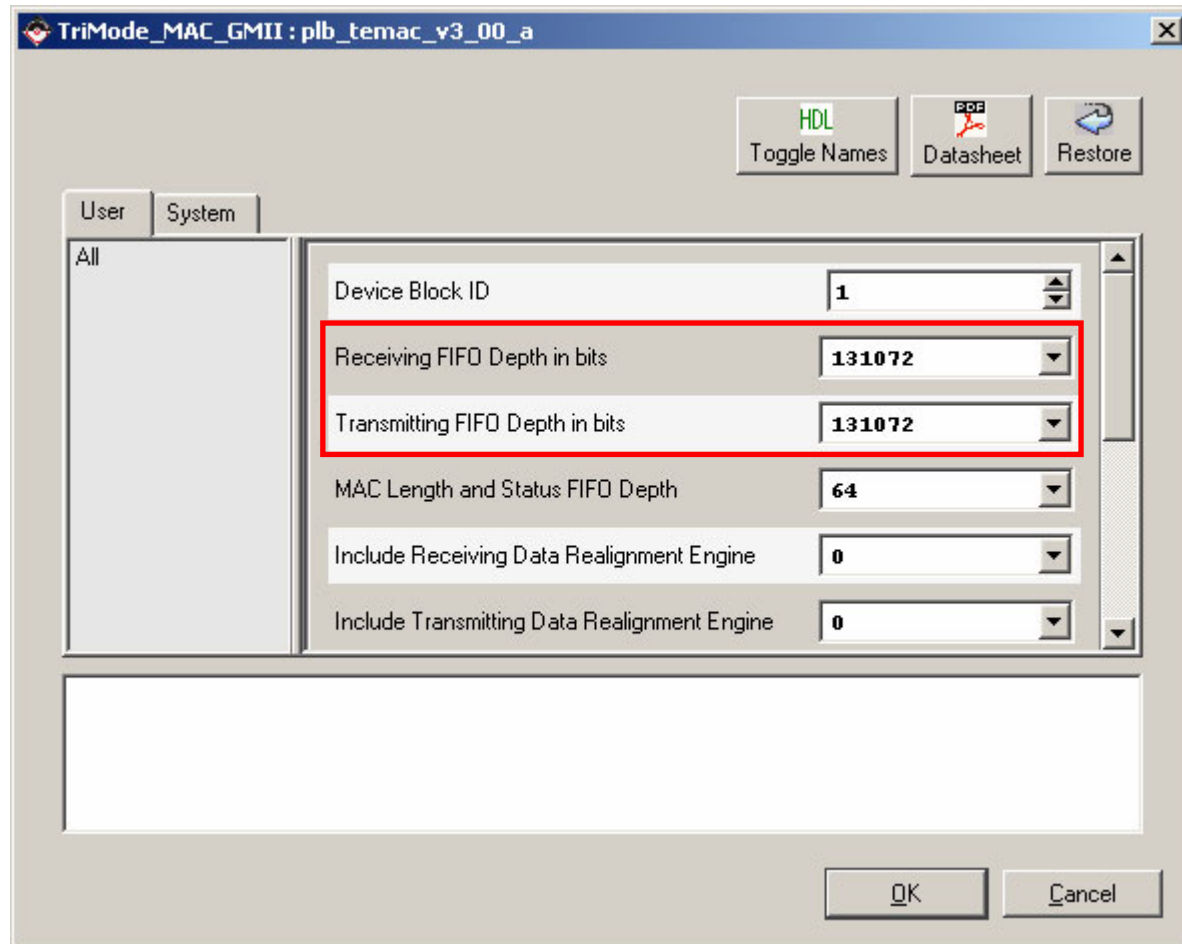 TriMode_MAC_GMII : plb_temac_v3_00_a
HDL
Toggle Names
PDF
Datasheet
Restore
User
System
All
Device Block ID
1
Receiving FIFO Depth in bits
131072
Transmitting FIFO Depth in bits
131072
MAC Length and Status FIFO Depth
64
Include Receiving Data Realignment Engine
0
Include Transmitting Data Realignment Engine
0
OK
Cancel